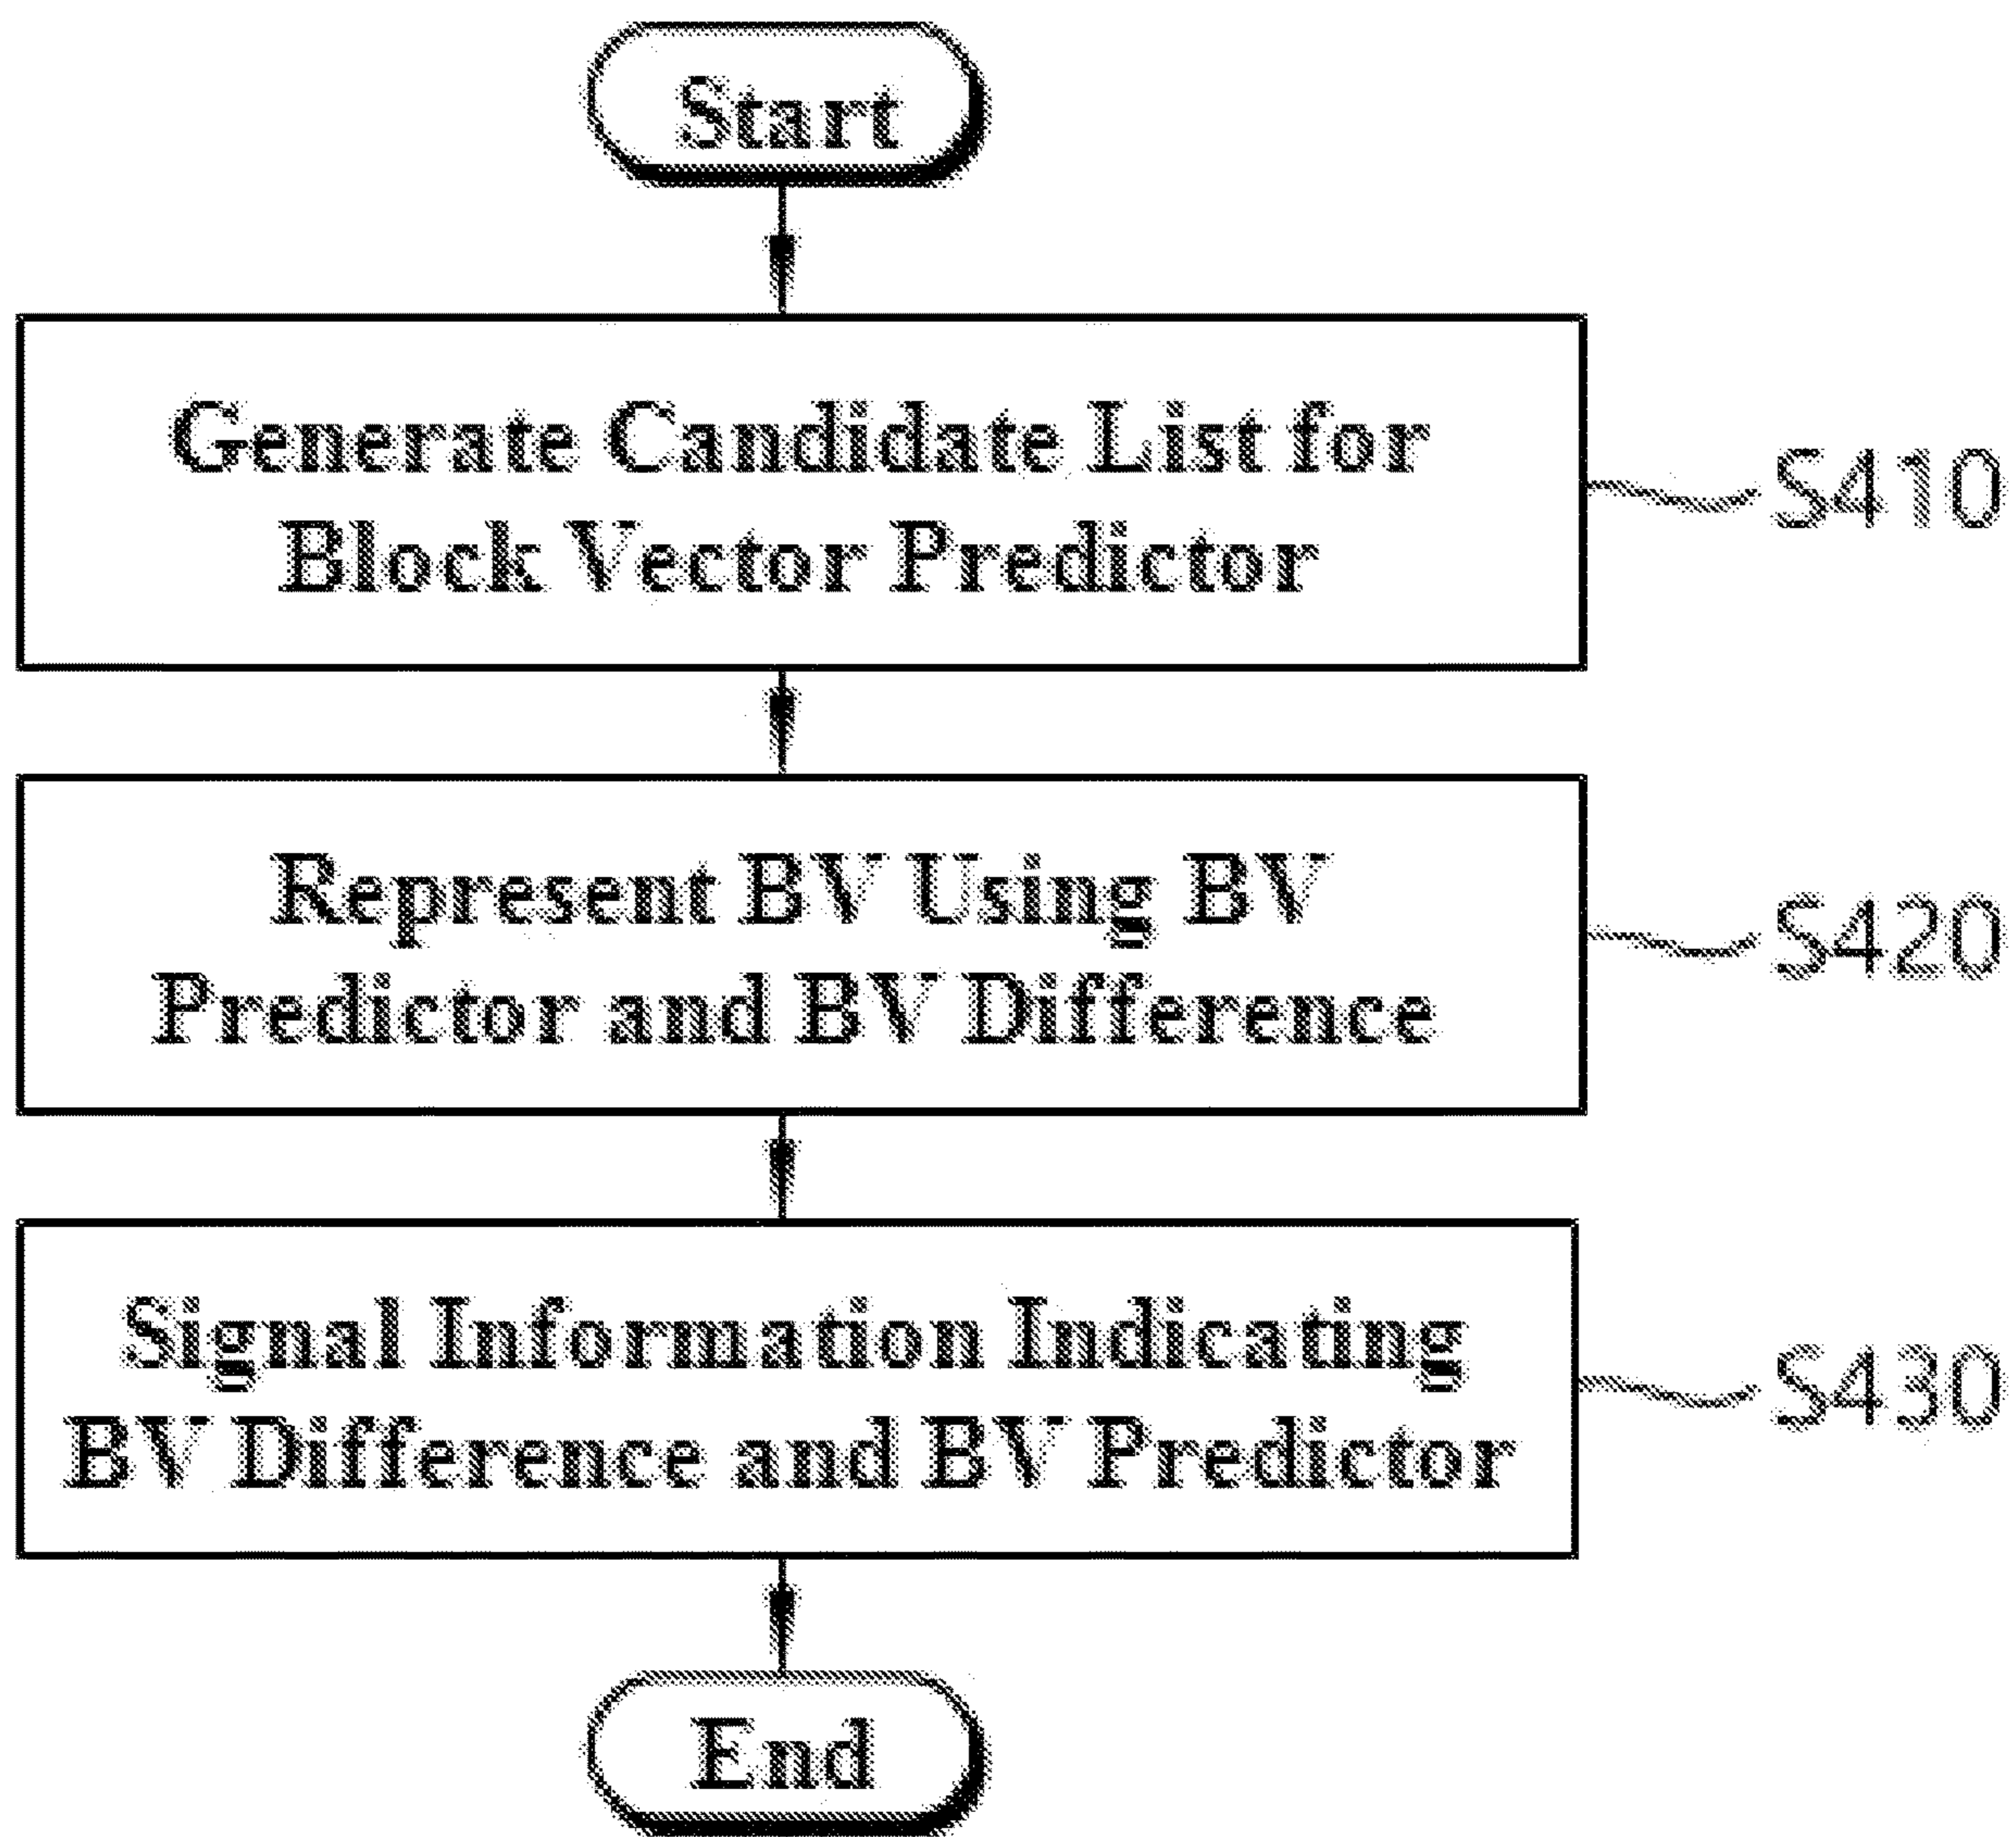 Start
Generate Candidate List for
Block Vector Predictor
S410
Represent BV Using BV
Predictor and BV Difference
S420
Signal Information Indicating
BV Difference and BV Predictor
S430
End